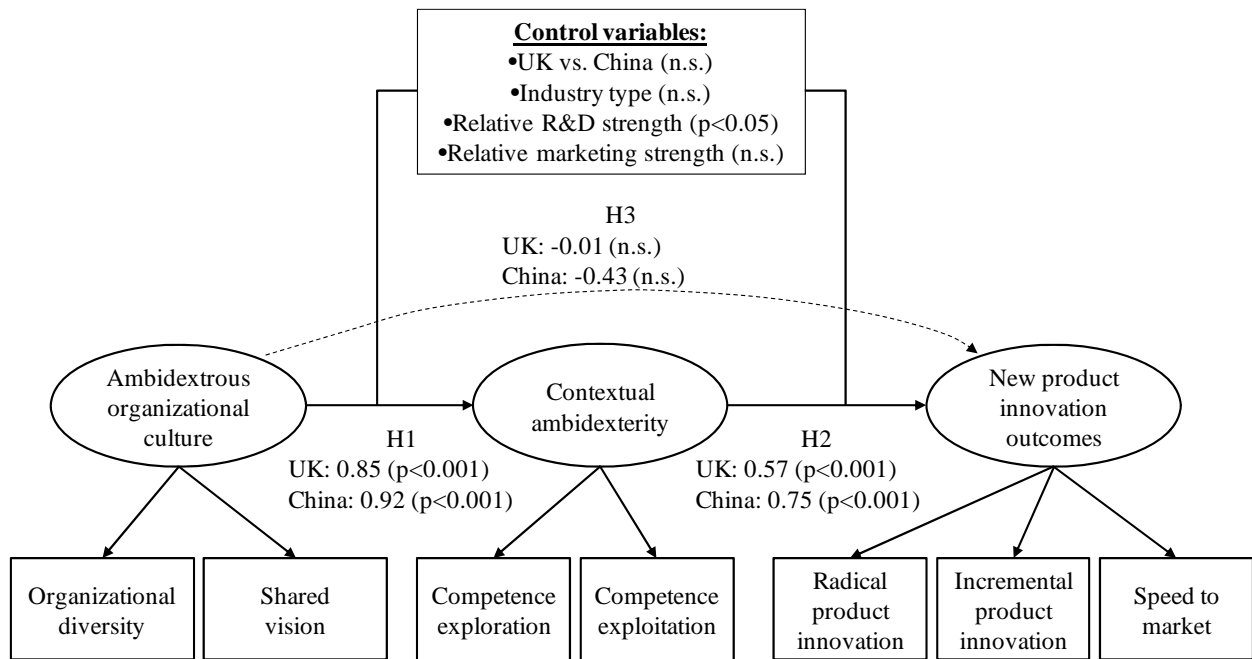 Control variables:
•UK vs. China (n.s.)
•Industry type (n.s.)
•Relative R&D strength (p<0.05)
•Relative marketing strength (n.s.)
H3
UK: -0.01 (n.s.)
China: -0.43 (n.s.)
Ambidextrous
organizational
culture
Contextual
ambidexterity
New product
innovation
outcomes
H1
UK: 0.85 (p<0.001)
China: 0.92 (p<0.001)
H2
UK: 0.57 (p<0.001)
China: 0.75 (p<0.001)
Organizational
diversity
Shared
vision
Competence
exploration
Competence
exploitation
Radical
product
innovation
Incremental
product
innovation
Speed to
market